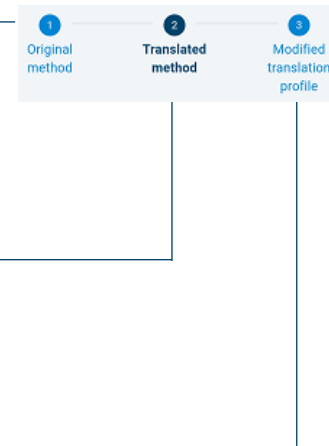 1
2
3
Original
method
Translated
method
Modified
translation
profile